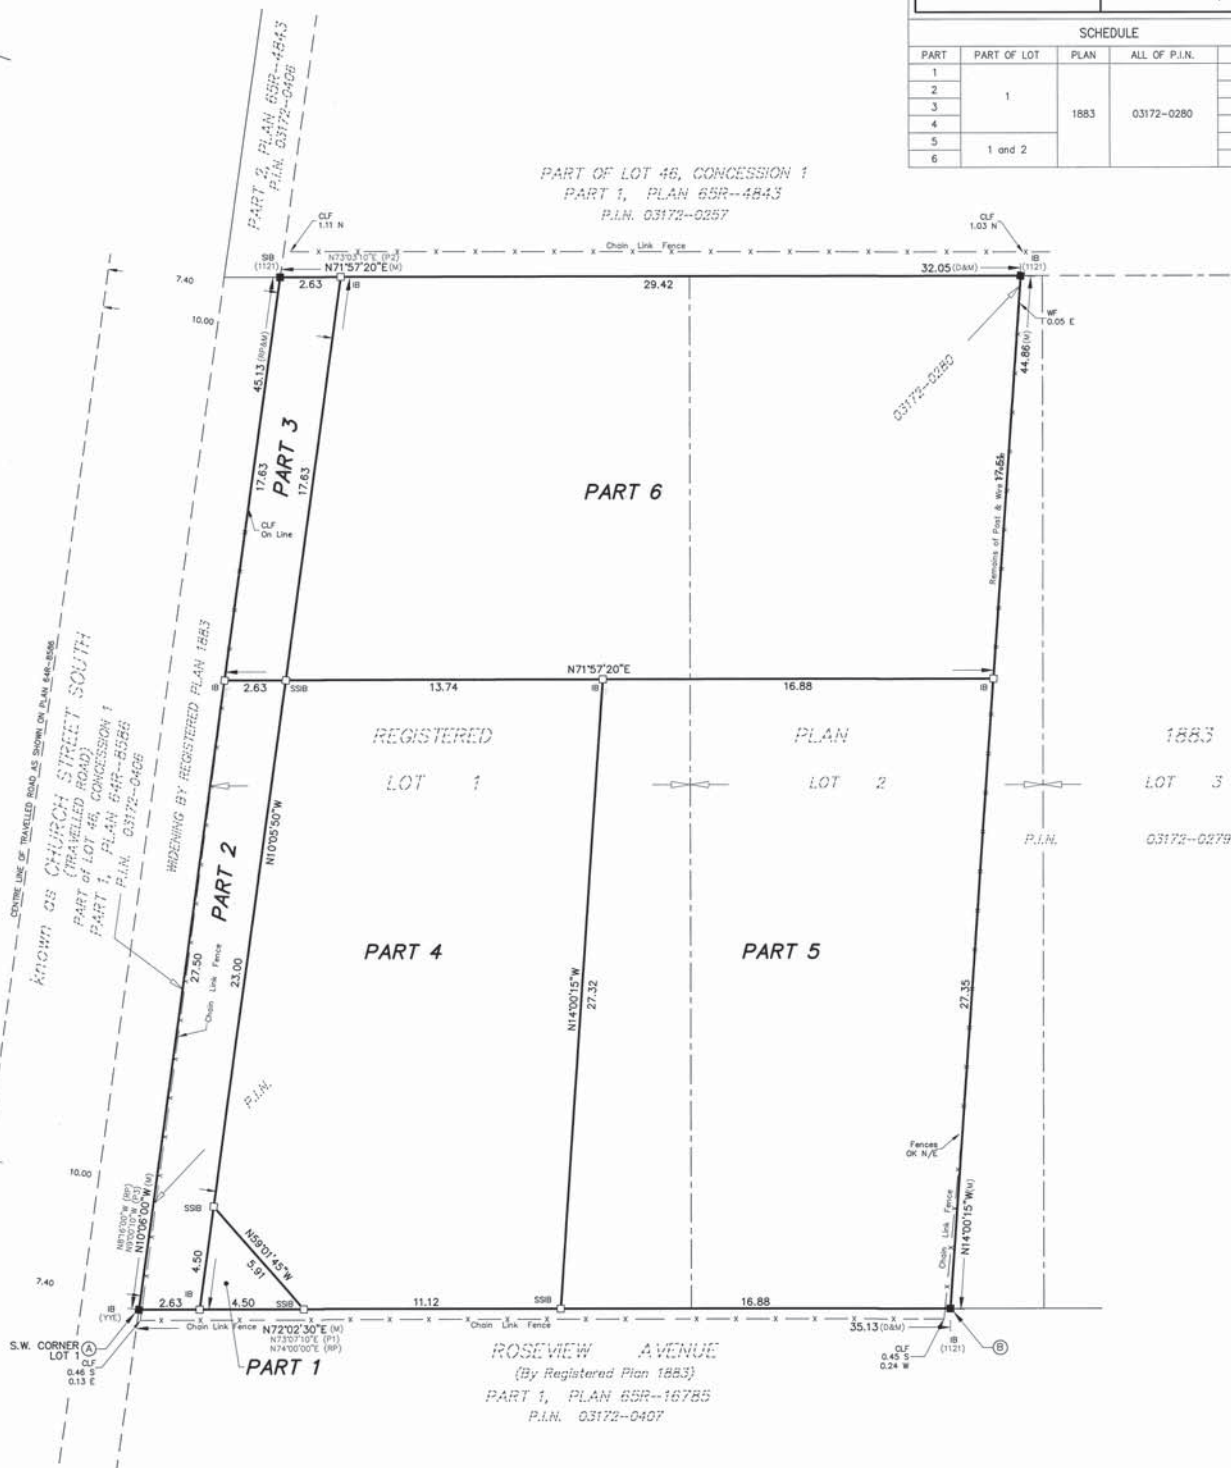 SCHEDULE
PART PART OF LOT PLAN ALL OF P.I.N.
1
2
3
4
5
6
1
1 and 2
1883
03172-0280
PART 2, PLAN 65R--4843
P.I.N. 03172-0406
PART OF LOT 46, CONCESSION 1
PART 1, PLAN 65R--4843
P.I.N. 03172--0257
CLF
1.11 N
CLF
1.03 N
Chain Link Fence
SIB
(1121)
N73°03'10"E (P2)
N71°57'20"E(M)
32.05(D&M)
IB
(1121)
7.40
2.63
IB
29.42
10.00
WF
0.05 E
45.13(RP&M)
44.86(M)
03172-0280
PART 3
17.63
17.63
CLF
On Line
PART 6
Remains of Post & Wire
17.51
CENTRE LINE OF TRAVELLED ROAD AS SHOWN ON PLAN 64R-8586
KNOWN AS CHURCH STREET SOUTH
(TRAVELLED ROAD)
PART of LOT 46, CONCESSION 1
PART 1, PLAN 64R--8586
P.I.N. 03172-0406
WIDENING BY REGISTERED PLAN 1883
N71°57'20"E
IB
2.63
SSIB
13.74
IB
16.88
IB
REGISTERED
PLAN
1883
LOT 1
LOT 2
LOT 3
P.I.N.
03172--0279
N10°05'50"W
PART 2
PART 4
PART 5
27.50
Chain Link Fence
23.00
N14°00'15"W
27.32
27.35
P.I.N.
Fences
OK N/E
10.00
N8°16'00"W (RP)
N9°00'10"W (P3)
N10°06'00"W(M)
SSIB
N59°01'45"W
5.91
4.50
Chain Link Fence
N14°00'15"W(M)
7.40
IB
(YYE)
2.63
IB
4.50
SSIB
11.12
SSIB
16.88
Chain Link Fence
N72°02'30"E (M)
N73°07'10"E (P1)
N74°00'00"E (RP)
Chain Link Fence
35.13(D&M)
IB
(1121)
B
S.W. CORNER A
LOT 1
CLF
0.46 S
0.13 E
PART 1
CLF
0.45 S
0.24 W
ROSEVIEW AVENUE
(By Registered Plan 1883)
PART 1, PLAN 65R--16785
P.I.N. 03172--0407